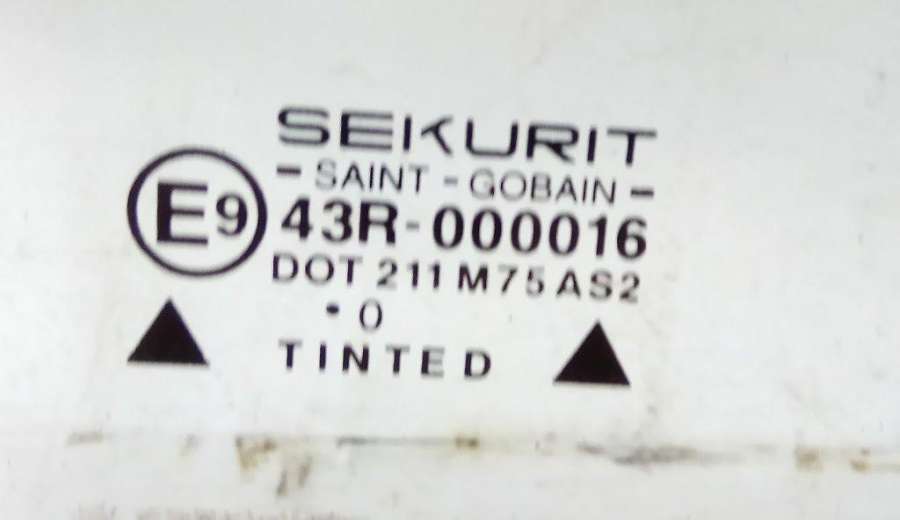 SEKURIT
- SAINT - GOBAIN -
E9 43R-000016
DOT 211 M75 AS2
· 0
TINTED